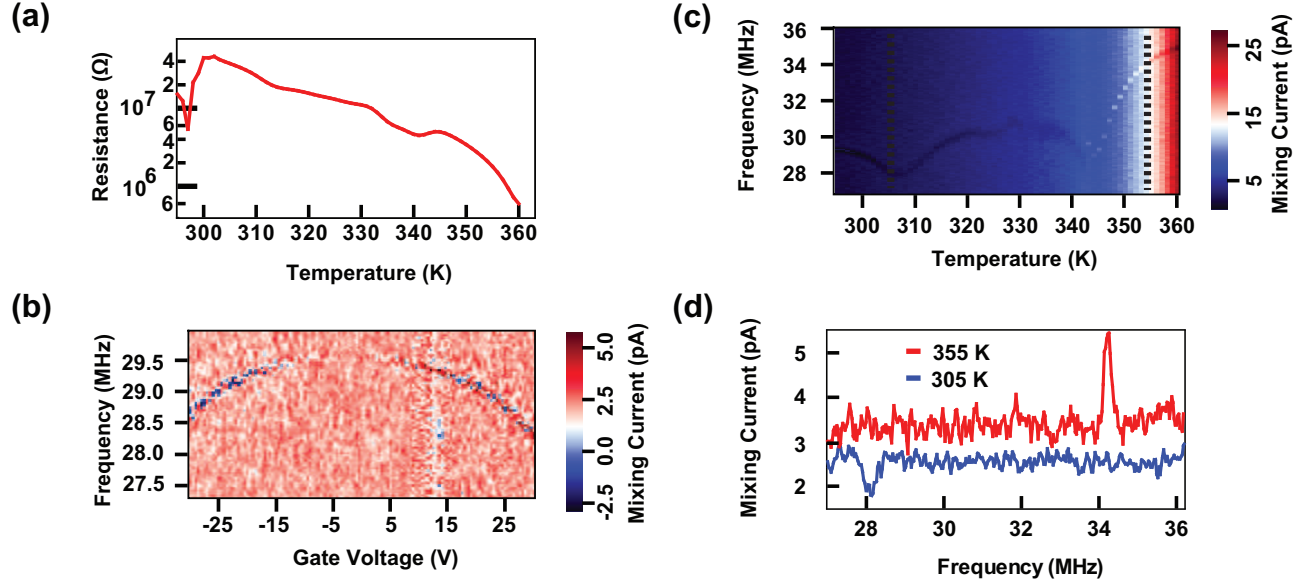 (a)
Resistance (Ω)
4
2
10⁷
6
4
2
10⁶
6
300 310 320 330 340 350 360
Temperature (K)
(b)
Frequency (MHz)
29.5
29.0
28.5
28.0
27.5
-25 -15 -5 5 15 25
Gate Voltage (V)
5.0
2.5
0.0
-2.5
Mixing Current (pA)
(c)
Frequency (MHz)
36
34
32
30
28
300 310 320 330 340 350 360
Temperature (K)
25
15
5
Mixing Current (pA)
(d)
Mixing Current (pA)
5
4
3
2
355 K
305 K
28 30 32 34 36
Frequency (MHz)